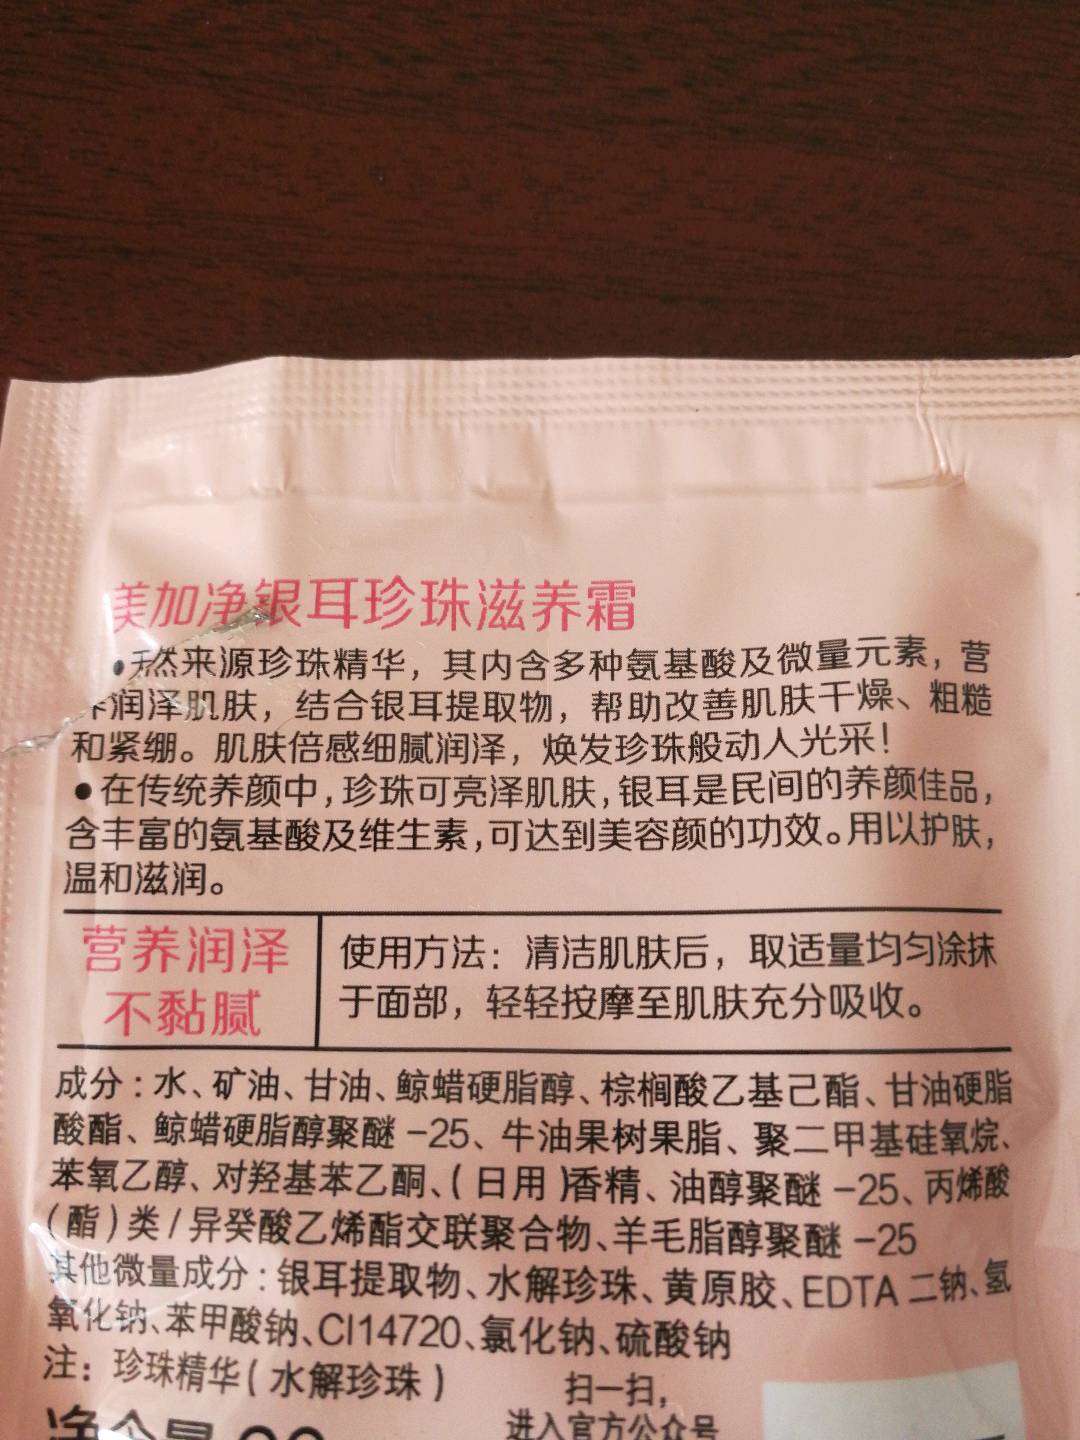 美加净银耳珍珠滋养霜
•天然来源珍珠精华，其内含多种氨基酸及微量元素，营
养润泽肌肤，结合银耳提取物，帮助改善肌肤干燥、粗糙
和紧绷。肌肤倍感细腻润泽，焕发珍珠般动人光采！
•在传统养颜中，珍珠可亮泽肌肤，银耳是民间的养颜佳品，
含丰富的氨基酸及维生素，可达到美容颜的功效。用以护肤，
温和滋润。
营养润泽
不黏腻
使用方法：清洁肌肤后，取适量均匀涂抹
于面部，轻轻按摩至肌肤充分吸收。
成分：水、矿油、甘油、鲸蜡硬脂醇、棕榈酸乙基己酯、甘油硬脂
酸酯、鲸蜡硬脂醇聚醚-25、牛油果树果脂、聚二甲基硅氧烷、
苯氧乙醇、对羟基苯乙酮、(日用)香精、油醇聚醚-25、丙烯酸
(酯)类/异癸酸乙烯酯交联聚合物、羊毛脂醇聚醚-25
其他微量成分：银耳提取物、水解珍珠、黄原胶、EDTA二钠、氢
氧化钠、苯甲酸钠、CI14720、氯化钠、硫酸钠
注：珍珠精华(水解珍珠)
扫一扫，
进入官方公众号
净含量